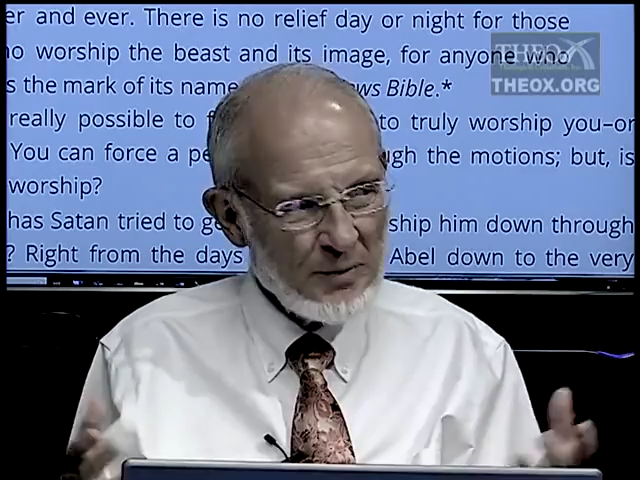 er and ever. There is no relief day or night for those
o worship the beast and its image, for anyone who
s the mark of its name ws Bible.*
really possible to f to truly worship you–or
You can force a pe gh the motions; but, is
worship?
has Satan tried to ge ship him down through
? Right from the days Abel down to the very
THEOX
THEOX.ORG